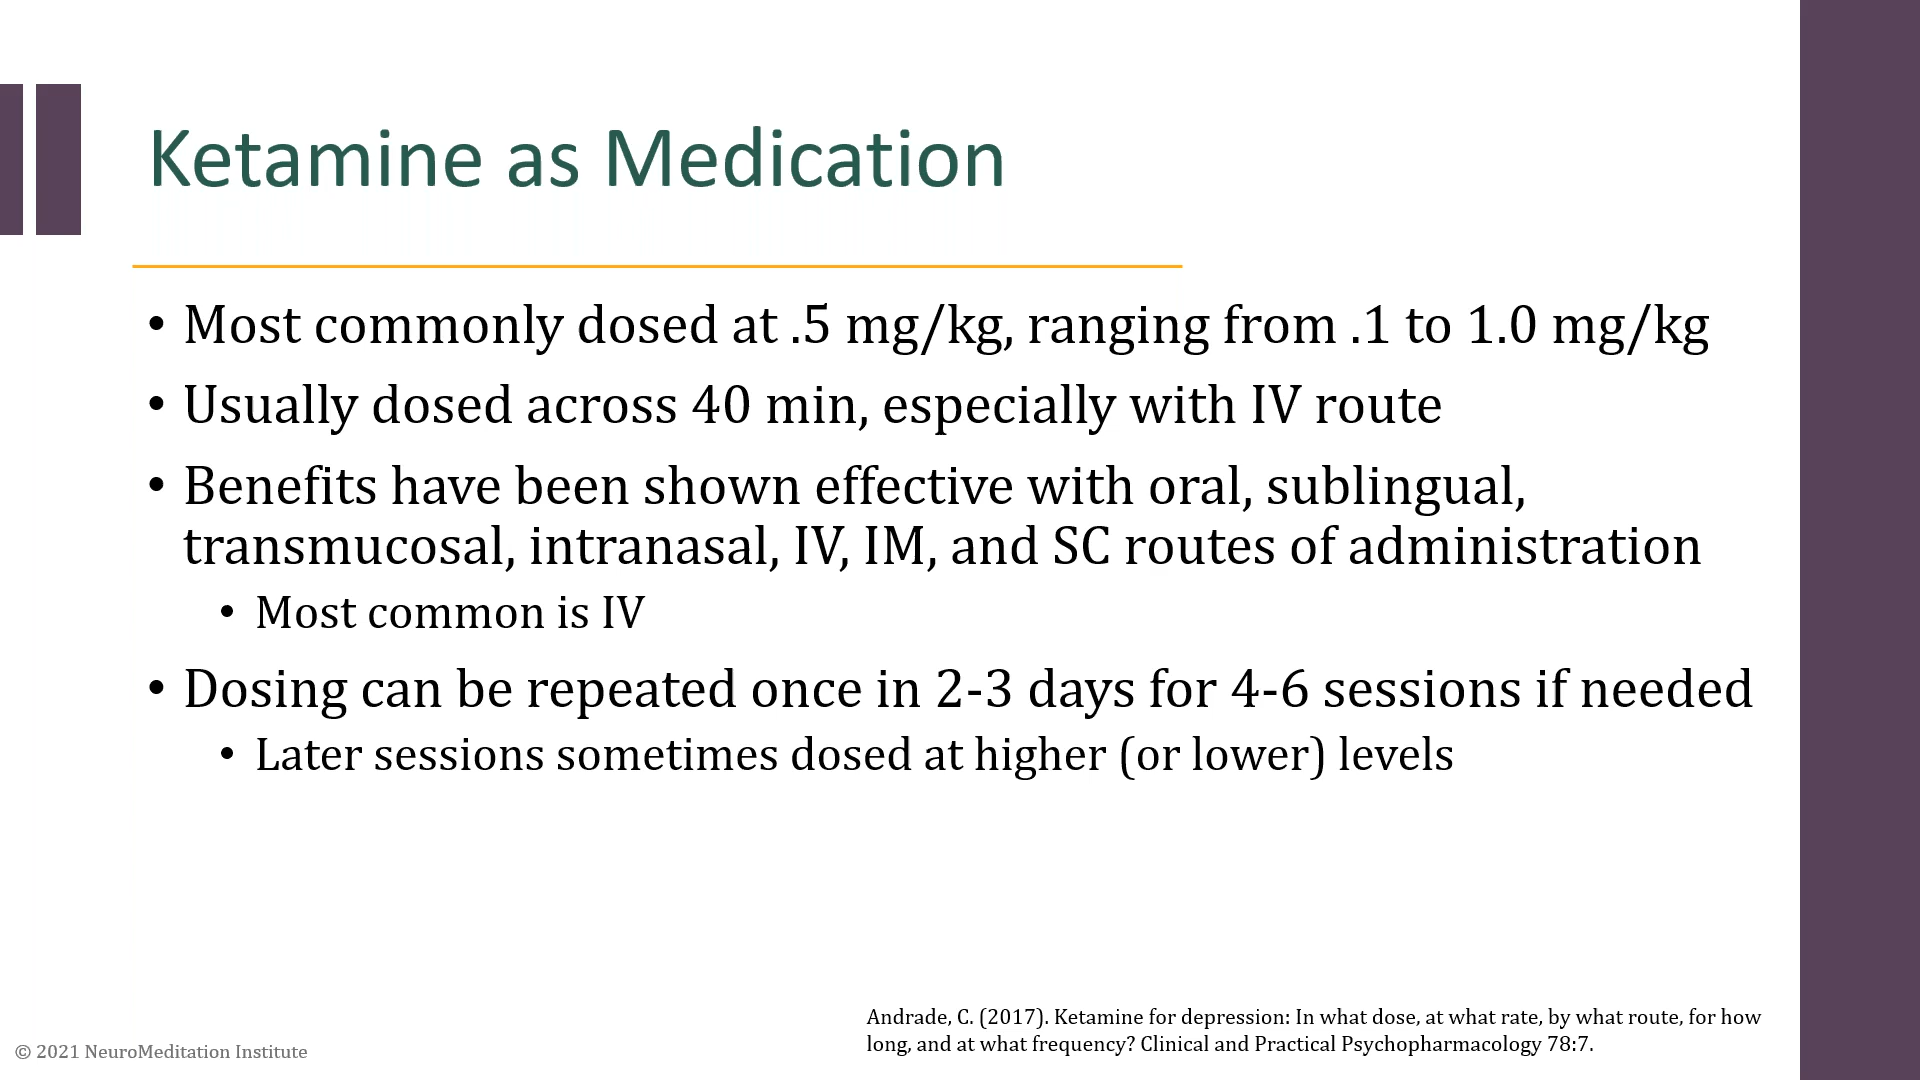 Ketamine as Medication
• Most commonly dosed at .5 mg/kg, ranging from .1 to 1.0 mg/kg
• Usually dosed across 40 min, especially with IV route
• Benefits have been shown effective with oral, sublingual,
transmucosal, intranasal, IV, IM, and SC routes of administration
• Most common is IV
• Dosing can be repeated once in 2-3 days for 4-6 sessions if needed
• Later sessions sometimes dosed at higher (or lower) levels
Andrade, C. (2017). Ketamine for depression: In what dose, at what rate, by what route, for how
long, and at what frequency? Clinical and Practical Psychopharmacology 78:7.
© 2021 NeuroMeditation Institute